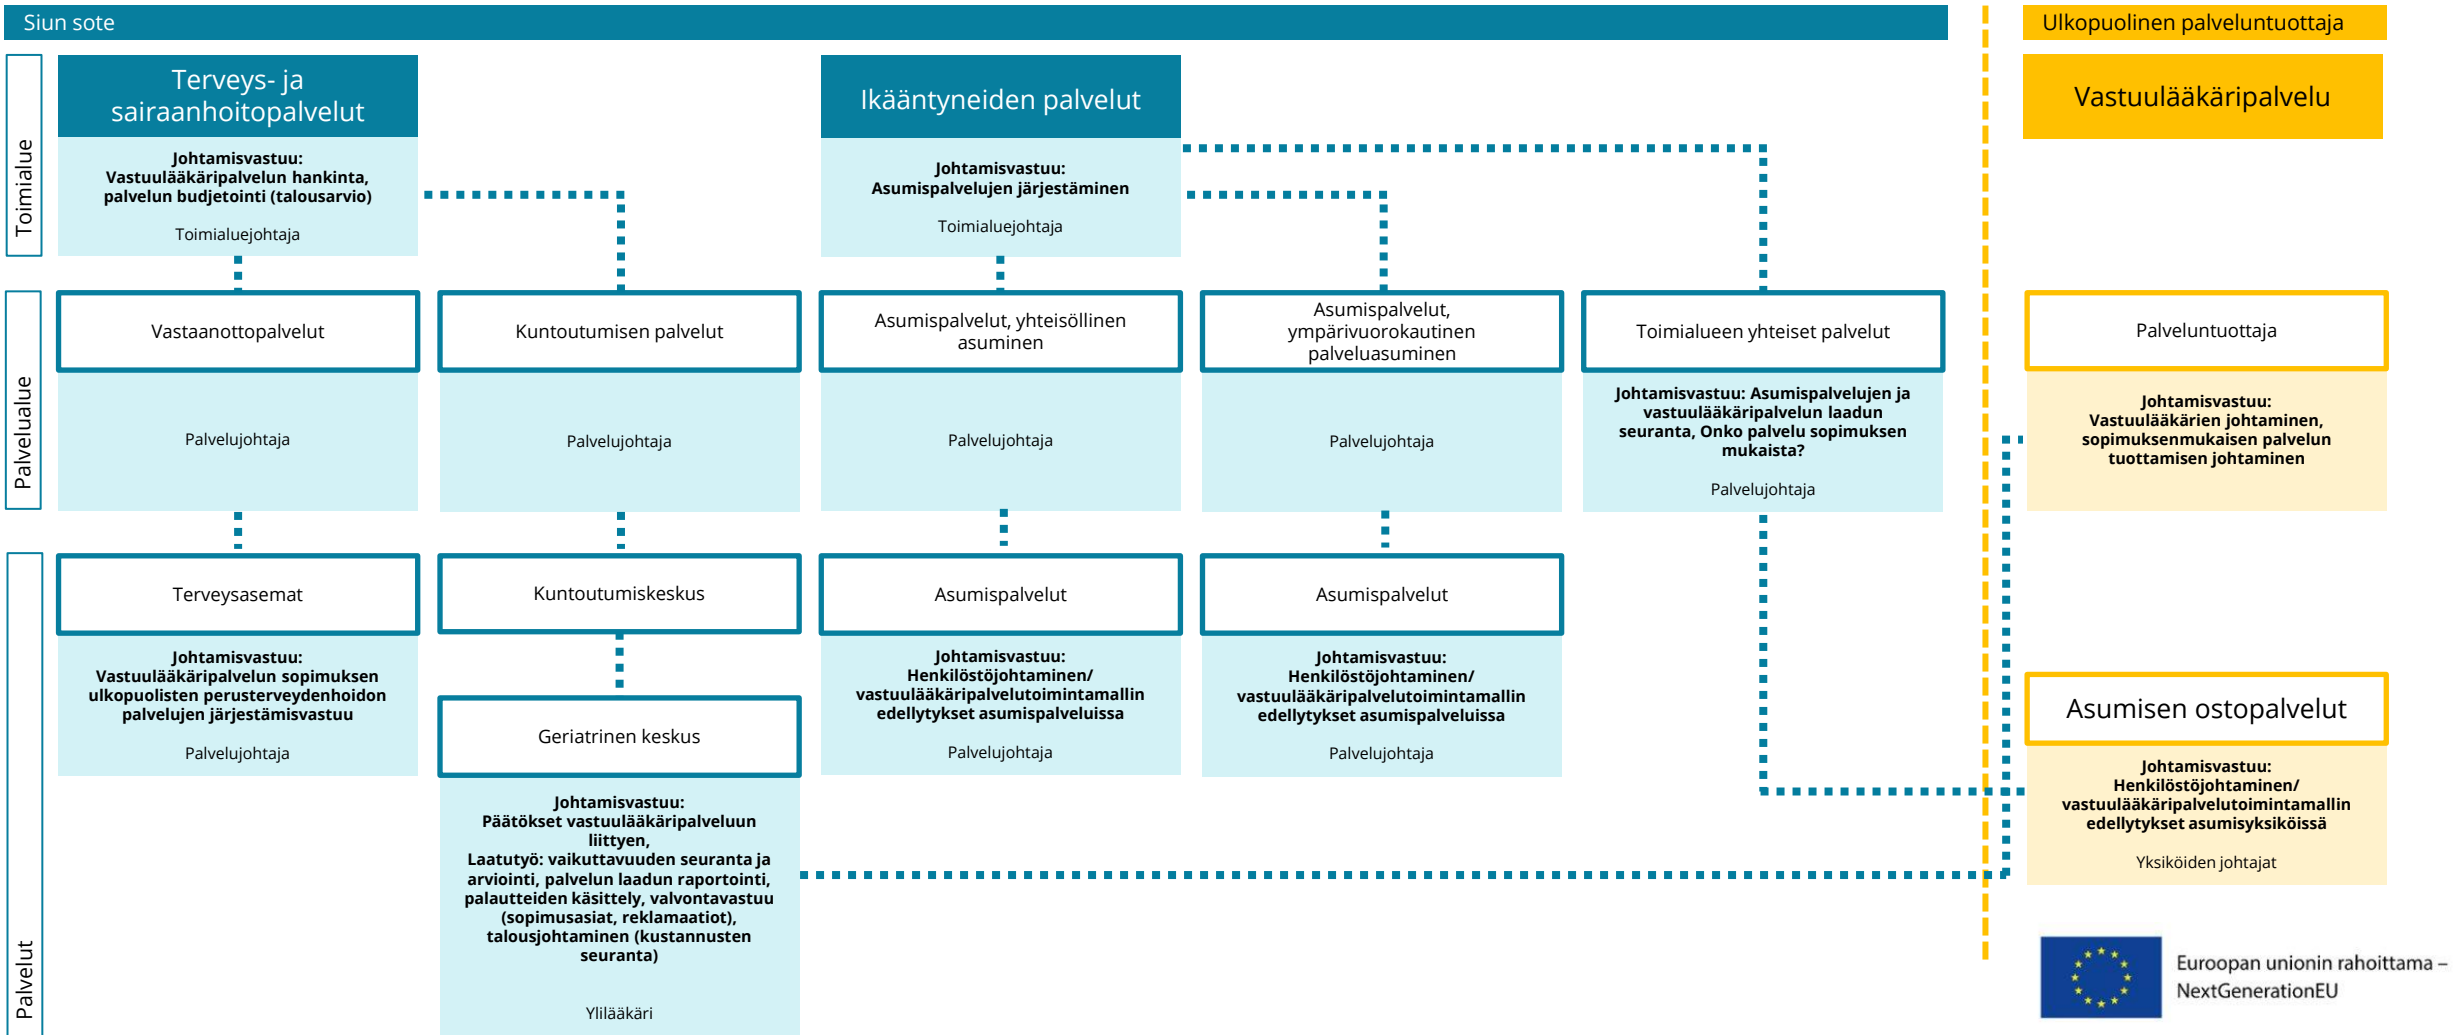 Siun sote
Ulkopuolinen palveluntuottaja
Toimialue
Terveys- ja
sairaanhoitopalvelut
Johtamisvastuu:
Vastuulääkäripalvelun hankinta,
palvelun budjetointi (talousarvio)
Toimialuejohtaja
Ikääntyneiden palvelut
Johtamisvastuu:
Asumispalvelujen järjestäminen
Toimialuejohtaja
Vastuulääkäripalvelu
Palvelualue
Vastaanottopalvelut
Palvelujohtaja
Kuntoutumisen palvelut
Palvelujohtaja
Asumispalvelut, yhteisöllinen
asuminen
Palvelujohtaja
Asumispalvelut,
ympärivuorokautinen
palveluasuminen
Palvelujohtaja
Toimialueen yhteiset palvelut
Johtamisvastuu: Asumispalvelujen ja
vastuulääkäripalvelun laadun
seuranta, Onko palvelu sopimuksen
mukaista?
Palvelujohtaja
Palveluntuottaja
Johtamisvastuu:
Vastuulääkärien johtaminen,
sopimuksenmukaisen palvelun
tuottamisen johtaminen
Palvelut
Terveysasemat
Johtamisvastuu:
Vastuulääkäripalvelun sopimuksen
ulkopuolisten perusterveydenhoidon
palvelujen järjestämisvastuu
Palvelujohtaja
Kuntoutumiskeskus
Geriatrinen keskus
Johtamisvastuu:
Päätökset vastuulääkäripalveluun
liittyen,
Laatutyö: vaikuttavuuden seuranta ja
arviointi, palvelun laadun raportointi,
palautteiden käsittely, valvontavastuu
(sopimusasiat, reklamaatiot),
talousjohtaminen (kustannusten
seuranta)
Ylilääkäri
Asumispalvelut
Johtamisvastuu:
Henkilöstöjohtaminen/
vastuulääkäripalvelutoimintamallin
edellytykset asumispalveluissa
Palvelujohtaja
Asumispalvelut
Johtamisvastuu:
Henkilöstöjohtaminen/
vastuulääkäripalvelutoimintamallin
edellytykset asumispalveluissa
Palvelujohtaja
Asumisen ostopalvelut
Johtamisvastuu:
Henkilöstöjohtaminen/
vastuulääkäripalvelutoimintamallin
edellytykset asumisyksiköissä
Yksiköiden johtajat
Euroopan unionin rahoittama –
NextGenerationEU